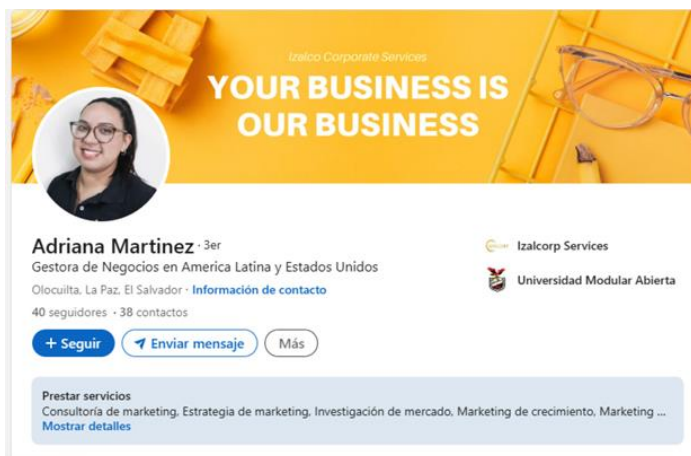 Izalco Corporate Services
YOUR BUSINESS IS
OUR BUSINESS
Adriana Martinez · 3er
Gestora de Negocios en America Latina y Estados Unidos
Olocuilta, La Paz, El Salvador · Información de contacto
40 seguidores · 38 contactos
+ Seguir
Enviar mensaje
Más
Izalcorp Services
Universidad Modular Abierta
Prestar servicios
Consultoría de marketing, Estrategia de marketing, Investigación de mercado, Marketing de crecimiento, Marketing ...
Mostrar detalles